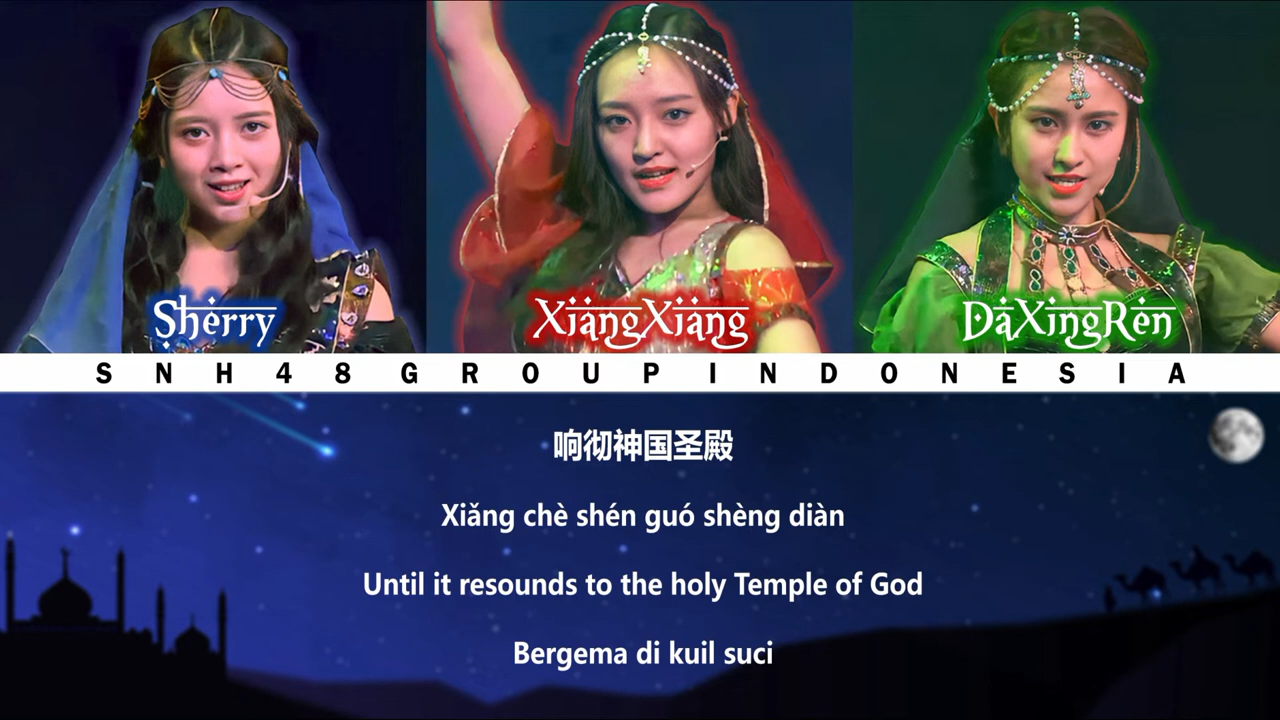 Sherry
XiangXiang
DaXingRen
SNH48GROUPINDONESIA
响彻神国圣殿
Xiǎng chè shén guó shèng diàn
Until it resounds to the holy Temple of God
Bergema di kuil suci